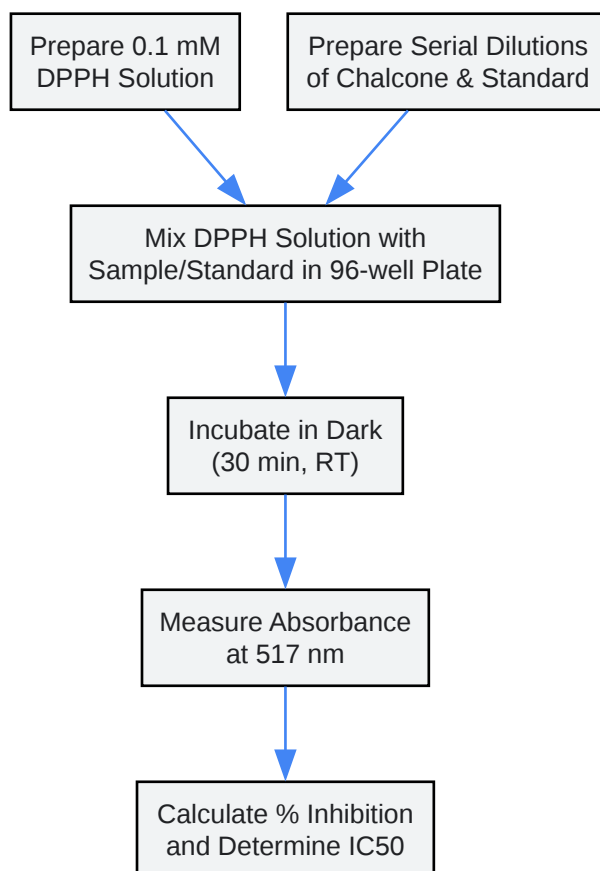 Prepare 0.1 mM
DPPH Solution
Prepare Serial Dilutions
of Chalcone & Standard
Mix DPPH Solution with
Sample/Standard in 96-well Plate
Incubate in Dark
(30 min, RT)
Measure Absorbance
at 517 nm
Calculate % Inhibition
and Determine IC50